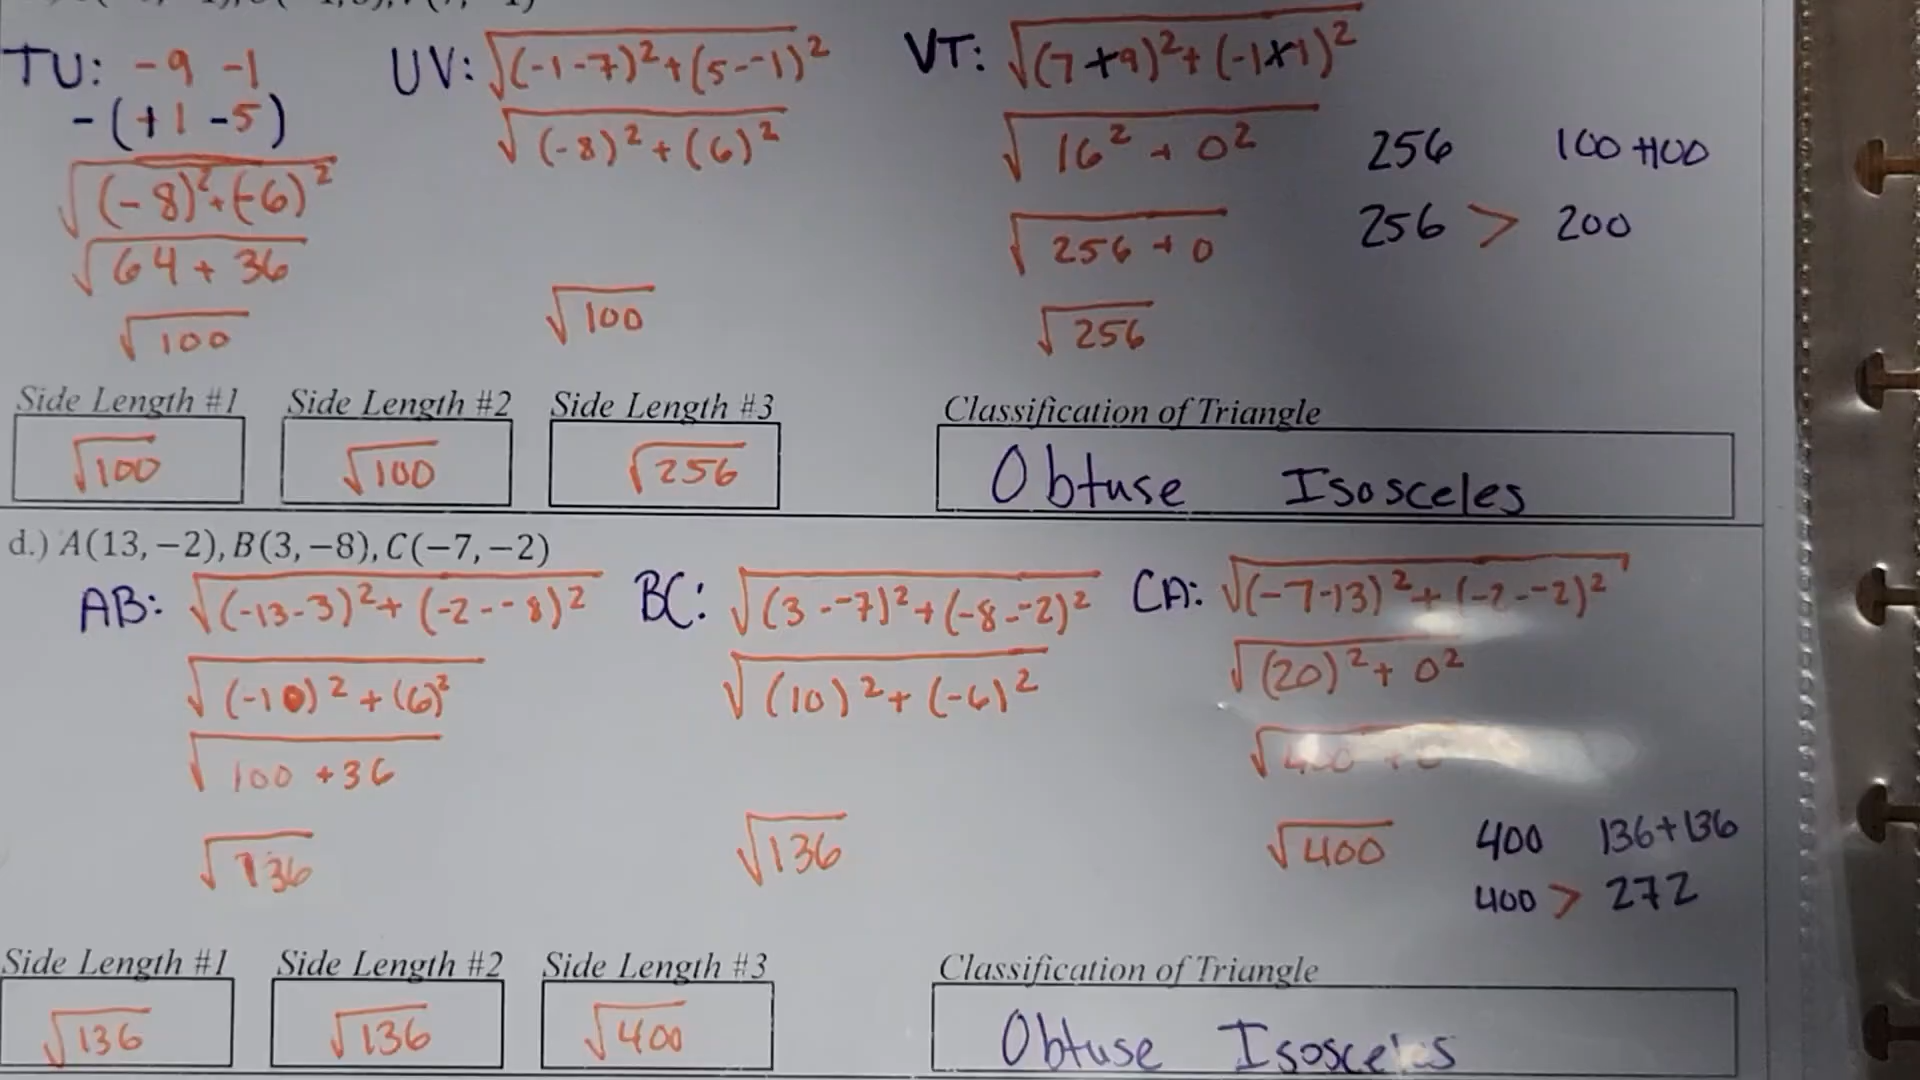 TU: -9 -1
-(+1 -5)
√(-8)²+(-6)²
√64 + 36
√100
UV: √(-1-7)²+(5--1)²
√(-8)²+(6)²
√100
VT: √(7+9)²+(-1+1)²
√16² + 0²
√256 + 0
√256
256 100+100
256 > 200
Side Length #1 Side Length #2 Side Length #3 Classification of Triangle
√100 √100 √256 Obtuse Isosceles
d.) A(13, −2), B(3, −8), C(−7, −2)
AB: √(-13-3)²+(-2--8)²
√(-10)²+(6)²
√100 +36
√136
BC: √(3--7)²+(-8--2)²
√(10)²+(-6)²
√136
CA: √(-7-13)²+(-2--2)²
√(20)²+ 0²
√400 + 0
√400
400 136+136
400 > 272
Side Length #1 Side Length #2 Side Length #3 Classification of Triangle
√136 √136 √400 Obtuse Isosceles